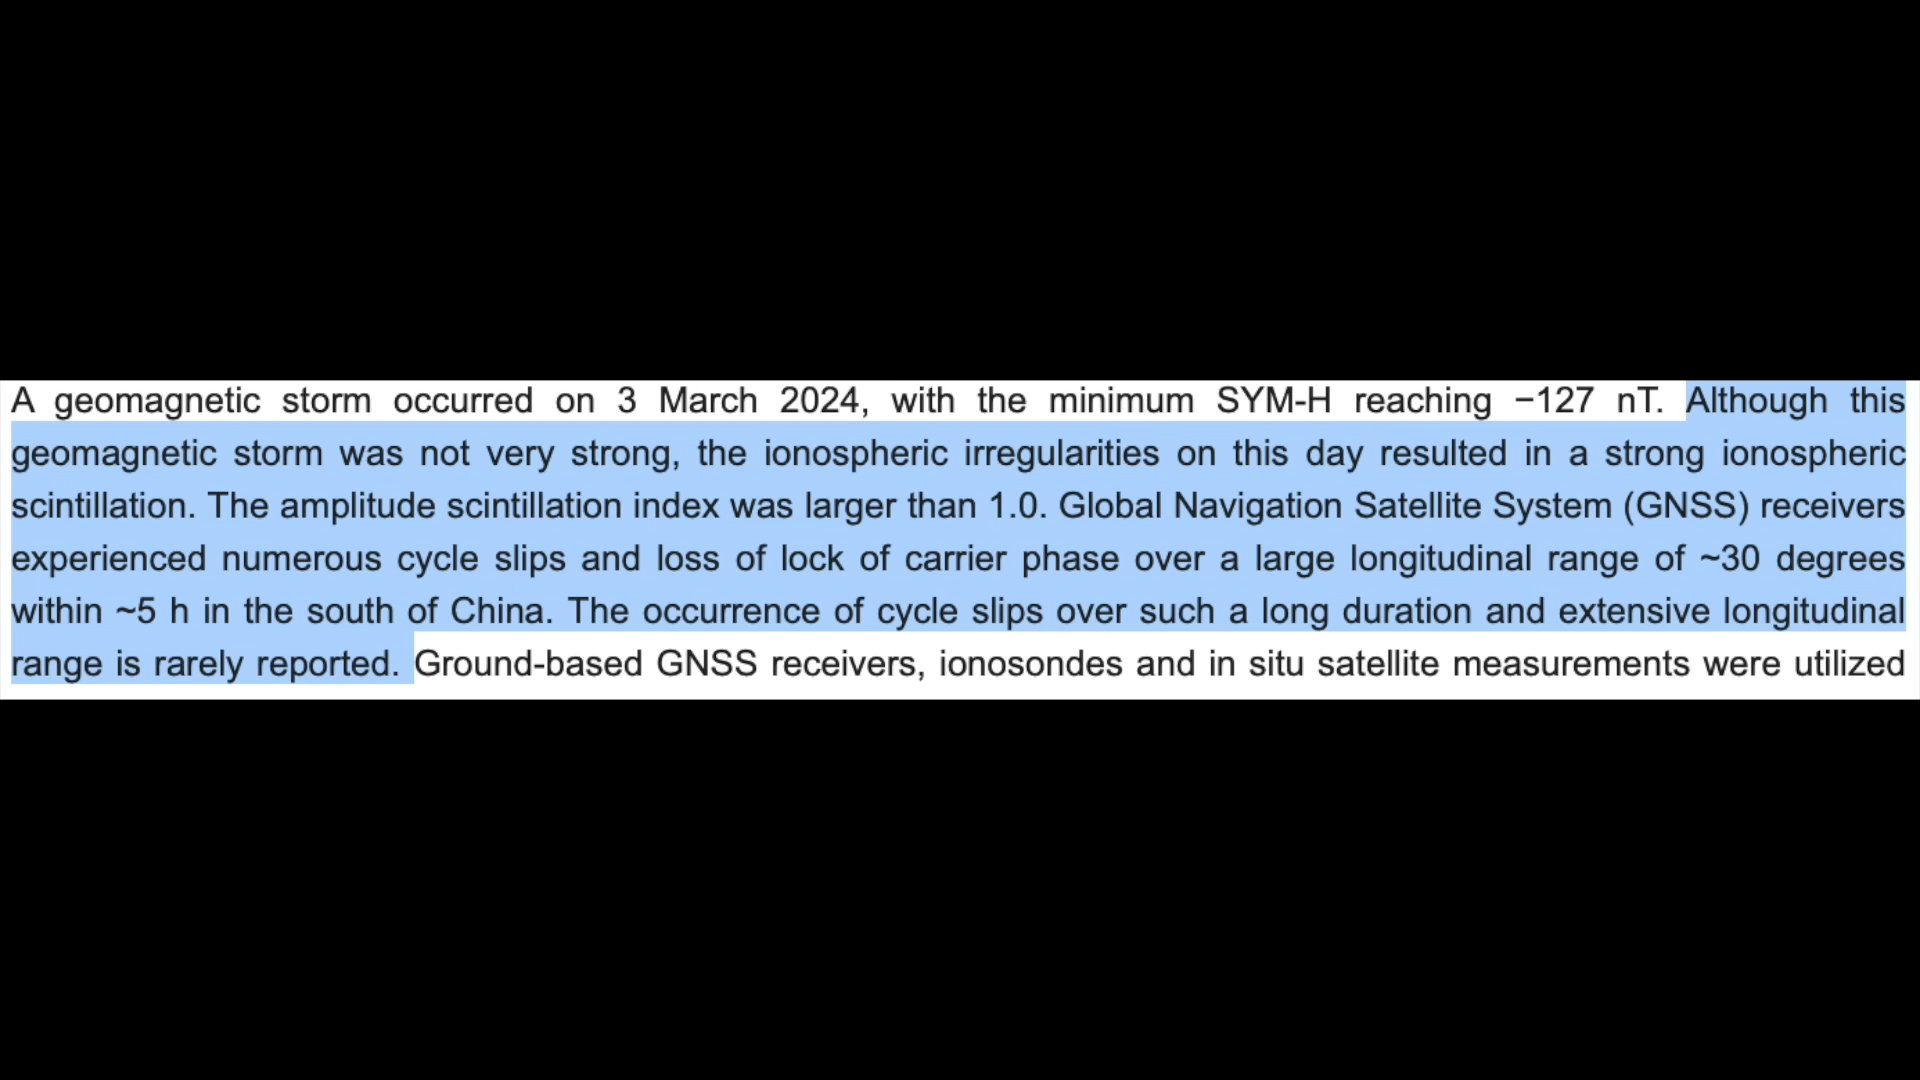 A geomagnetic storm occurred on 3 March 2024, with the minimum SYM-H reaching −127 nT. Although this
geomagnetic storm was not very strong, the ionospheric irregularities on this day resulted in a strong ionospheric
scintillation. The amplitude scintillation index was larger than 1.0. Global Navigation Satellite System (GNSS) receivers
experienced numerous cycle slips and loss of lock of carrier phase over a large longitudinal range of ~30 degrees
within ~5 h in the south of China. The occurrence of cycle slips over such a long duration and extensive longitudinal
range is rarely reported. Ground-based GNSS receivers, ionosondes and in situ satellite measurements were utilized